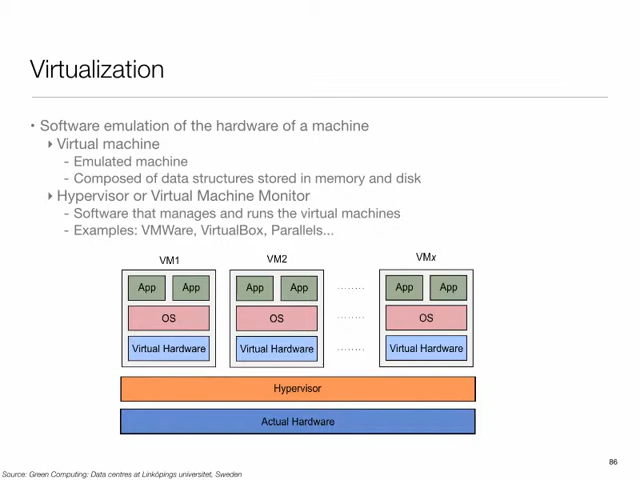 Virtualization
• Software emulation of the hardware of a machine
‣ Virtual machine
- Emulated machine
- Composed of data structures stored in memory and disk
‣ Hypervisor or Virtual Machine Monitor
- Software that manages and runs the virtual machines
- Examples: VMWare, VirtualBox, Parallels...
VM1 VM2 VMx
App App App App ........ App App
OS OS ........ OS
Virtual Hardware Virtual Hardware ........ Virtual Hardware
Hypervisor
Actual Hardware
86
Source: Green Computing: Data centres at Linköpings universitet, Sweden